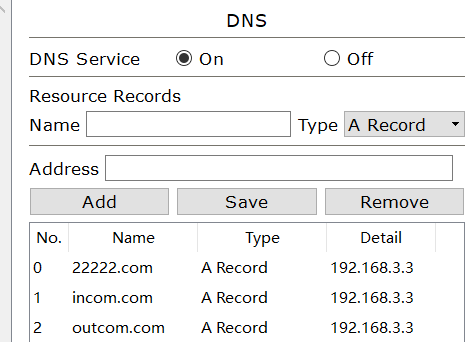 DNS
DNS Service On Off
Resource Records
Name Type A Record
Address
Add Save Remove
No. Name Type Detail
0 22222.com A Record 192.168.3.3
1 incom.com A Record 192.168.3.3
2 outcom.com A Record 192.168.3.3